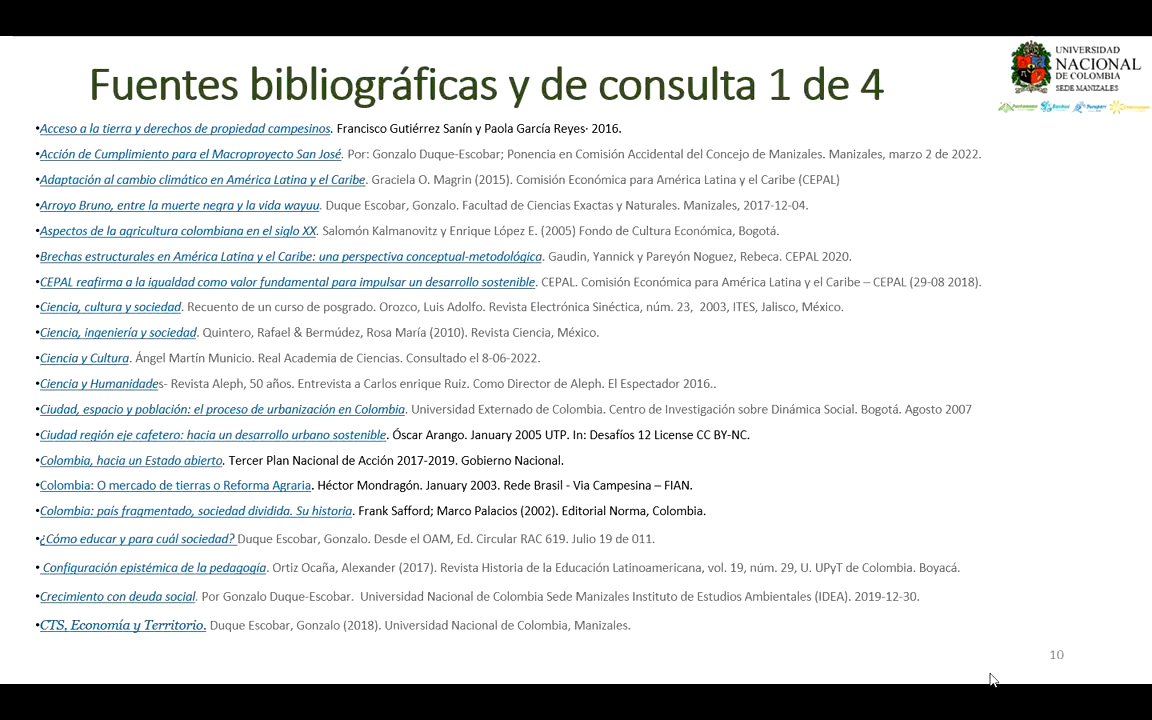 UNIVERSIDAD
NACIONAL
DE COLOMBIA
SEDE MANIZALES
Fuentes bibliográficas y de consulta 1 de 4
•Acceso a la tierra y derechos de propiedad campesinos. Francisco Gutiérrez Sanín y Paola García Reyes· 2016.
•Acción de Cumplimiento para el Macroproyecto San José. Por: Gonzalo Duque-Escobar; Ponencia en Comisión Accidental del Concejo de Manizales. Manizales, marzo 2 de 2022.
•Adaptación al cambio climático en América Latina y el Caribe. Graciela O. Magrin (2015). Comisión Económica para América Latina y el Caribe (CEPAL)
•Arroyo Bruno, entre la muerte negra y la vida wayuu. Duque Escobar, Gonzalo. Facultad de Ciencias Exactas y Naturales. Manizales, 2017-12-04.
•Aspectos de la agricultura colombiana en el siglo XX. Salomón Kalmanovitz y Enrique López E. (2005) Fondo de Cultura Económica, Bogotá.
•Brechas estructurales en América Latina y el Caribe: una perspectiva conceptual-metodológica. Gaudin, Yannick y Pareyón Noguez, Rebeca. CEPAL 2020.
•CEPAL reafirma a la igualdad como valor fundamental para impulsar un desarrollo sostenible. CEPAL. Comisión Económica para América Latina y el Caribe – CEPAL (29-08 2018).
•Ciencia, cultura y sociedad. Recuento de un curso de posgrado. Orozco, Luis Adolfo. Revista Electrónica Sinéctica, núm. 23, 2003, ITES, Jalisco, México.
•Ciencia, ingeniería y sociedad. Quintero, Rafael & Bermúdez, Rosa María (2010). Revista Ciencia, México.
•Ciencia y Cultura. Ángel Martín Municio. Real Academia de Ciencias. Consultado el 8-06-2022.
•Ciencia y Humanidades- Revista Aleph, 50 años. Entrevista a Carlos enrique Ruiz. Como Director de Aleph. El Espectador 2016..
•Ciudad, espacio y población: el proceso de urbanización en Colombia. Universidad Externado de Colombia. Centro de Investigación sobre Dinámica Social. Bogotá. Agosto 2007
•Ciudad región eje cafetero: hacia un desarrollo urbano sostenible. Óscar Arango. January 2005 UTP. In: Desafíos 12 License CC BY-NC.
•Colombia, hacia un Estado abierto. Tercer Plan Nacional de Acción 2017-2019. Gobierno Nacional.
•Colombia: O mercado de tierras o Reforma Agraria. Héctor Mondragón. January 2003. Rede Brasil - Via Campesina – FIAN.
•Colombia: país fragmentado, sociedad dividida. Su historia. Frank Safford; Marco Palacios (2002). Editorial Norma, Colombia.
•¿Cómo educar y para cuál sociedad? Duque Escobar, Gonzalo. Desde el OAM, Ed. Circular RAC 619. Julio 19 de 011.
• Configuración epistémica de la pedagogía. Ortiz Ocaña, Alexander (2017). Revista Historia de la Educación Latinoamericana, vol. 19, núm. 29, U. UPyT de Colombia. Boyacá.
•Crecimiento con deuda social. Por Gonzalo Duque-Escobar. Universidad Nacional de Colombia Sede Manizales Instituto de Estudios Ambientales (IDEA). 2019-12-30.
•CTS, Economía y Territorio. Duque Escobar, Gonzalo (2018). Universidad Nacional de Colombia, Manizales.
10